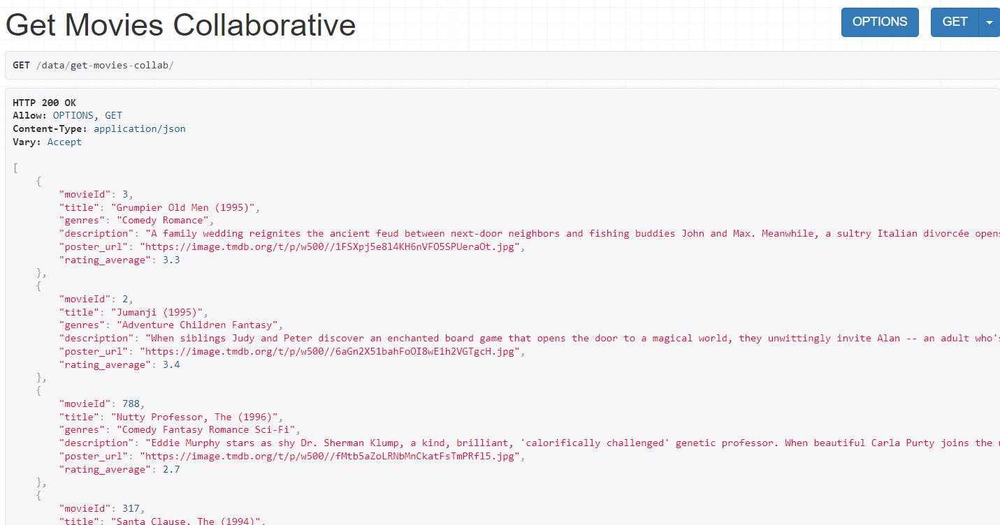 Get Movies Collaborative
OPTIONS
GET
GET /data/get-movies-collab/
HTTP 200 OK
Allow: OPTIONS, GET
Content-Type: application/json
Vary: Accept
[
{
"movieId": 3,
"title": "Grumpier Old Men (1995)",
"genres": "Comedy Romance",
"description": "A family wedding reignites the ancient feud between next-door neighbors and fishing buddies John and Max. Meanwhile, a sultry Italian divorcée opens
"poster_url": "https://image.tmdb.org/t/p/w500//1FSXpj5e8l4KH6nVFO5SPUeraOt.jpg",
"rating_average": 3.3
},
{
"movieId": 2,
"title": "Jumanji (1995)",
"genres": "Adventure Children Fantasy",
"description": "When siblings Judy and Peter discover an enchanted board game that opens the door to a magical world, they unwittingly invite Alan -- an adult who's
"poster_url": "https://image.tmdb.org/t/p/w500//6aGn2X51bahFoOI8wE1h2VGTgcH.jpg",
"rating_average": 3.4
},
{
"movieId": 788,
"title": "Nutty Professor, The (1996)",
"genres": "Comedy Fantasy Romance Sci-Fi",
"description": "Eddie Murphy stars as shy Dr. Sherman Klump, a kind, brilliant, 'calorifically challenged' genetic professor. When beautiful Carla Purty joins the
"poster_url": "https://image.tmdb.org/t/p/w500//fMtb5aZoLRNbMnCkatFsTmPRfl5.jpg",
"rating_average": 2.7
},
{
"movieId": 317,
"title": "Santa Clause, The (1994)",